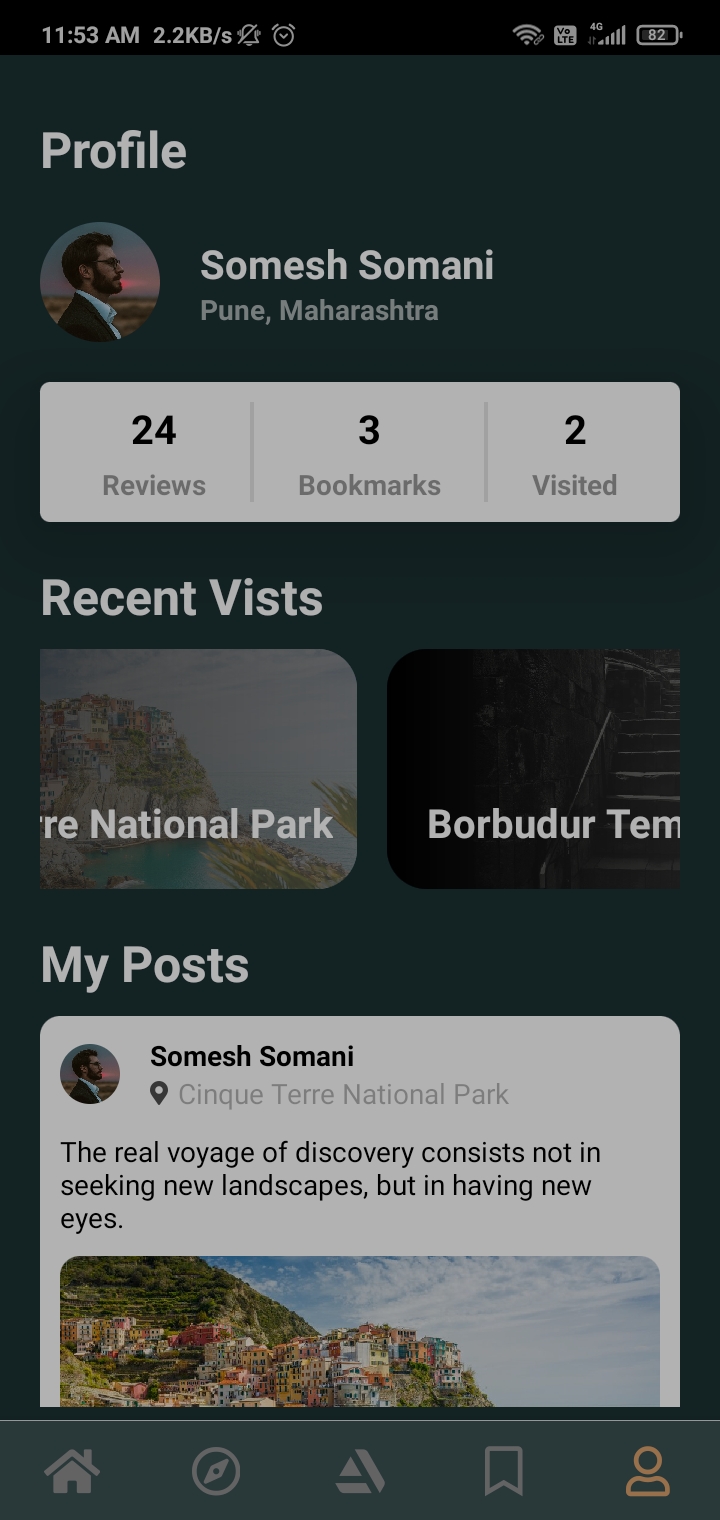 11:53 AM 2.2KB/s Vo LTE 4G 82
Profile
Somesh Somani
Pune, Maharashtra
24 3 2
Reviews Bookmarks Visited
Recent Vists
rre National Park Borbudur Tem
My Posts
Somesh Somani
Cinque Terre National Park
The real voyage of discovery consists not in
seeking new landscapes, but in having new
eyes.